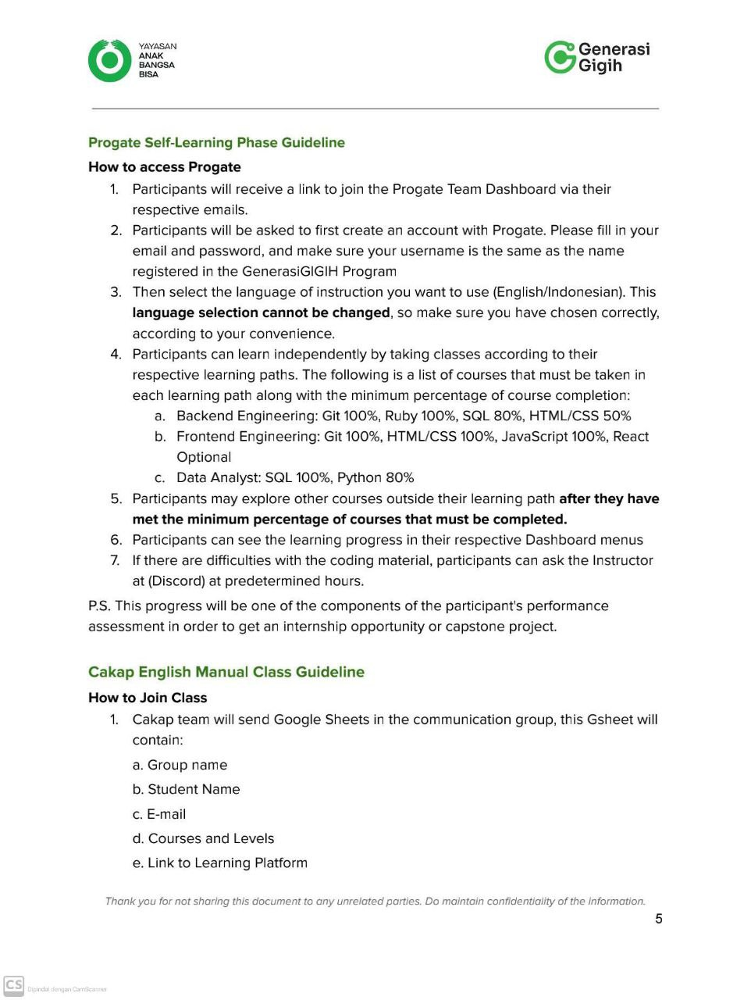 YAYASAN
ANAK
BANGSA
BISA
Generasi
Gigih
Progate Self-Learning Phase Guideline
How to access Progate
1. Participants will receive a link to join the Progate Team Dashboard via their
respective emails.
2. Participants will be asked to first create an account with Progate. Please fill in your
email and password, and make sure your username is the same as the name
registered in the GenerasiGIGIH Program
3. Then select the language of instruction you want to use (English/Indonesian). This
language selection cannot be changed, so make sure you have chosen correctly,
according to your convenience.
4. Participants can learn independently by taking classes according to their
respective learning paths. The following is a list of courses that must be taken in
each learning path along with the minimum percentage of course completion:
a. Backend Engineering: Git 100%, Ruby 100%, SQL 80%, HTML/CSS 50%
b. Frontend Engineering: Git 100%, HTML/CSS 100%, JavaScript 100%, React
Optional
c. Data Analyst: SQL 100%, Python 80%
5. Participants may explore other courses outside their learning path after they have
met the minimum percentage of courses that must be completed.
6. Participants can see the learning progress in their respective Dashboard menus
7. If there are difficulties with the coding material, participants can ask the Instructor
at (Discord) at predetermined hours.
P.S. This progress will be one of the components of the participant's performance
assessment in order to get an internship opportunity or capstone project.
Cakap English Manual Class Guideline
How to Join Class
1. Cakap team will send Google Sheets in the communication group, this Gsheet will
contain:
a. Group name
b. Student Name
c. E-mail
d. Courses and Levels
e. Link to Learning Platform
Thank you for not sharing this document to any unrelated parties. Do maintain confidentiality of the information.
5
CS Dipindai dengan CamScanner